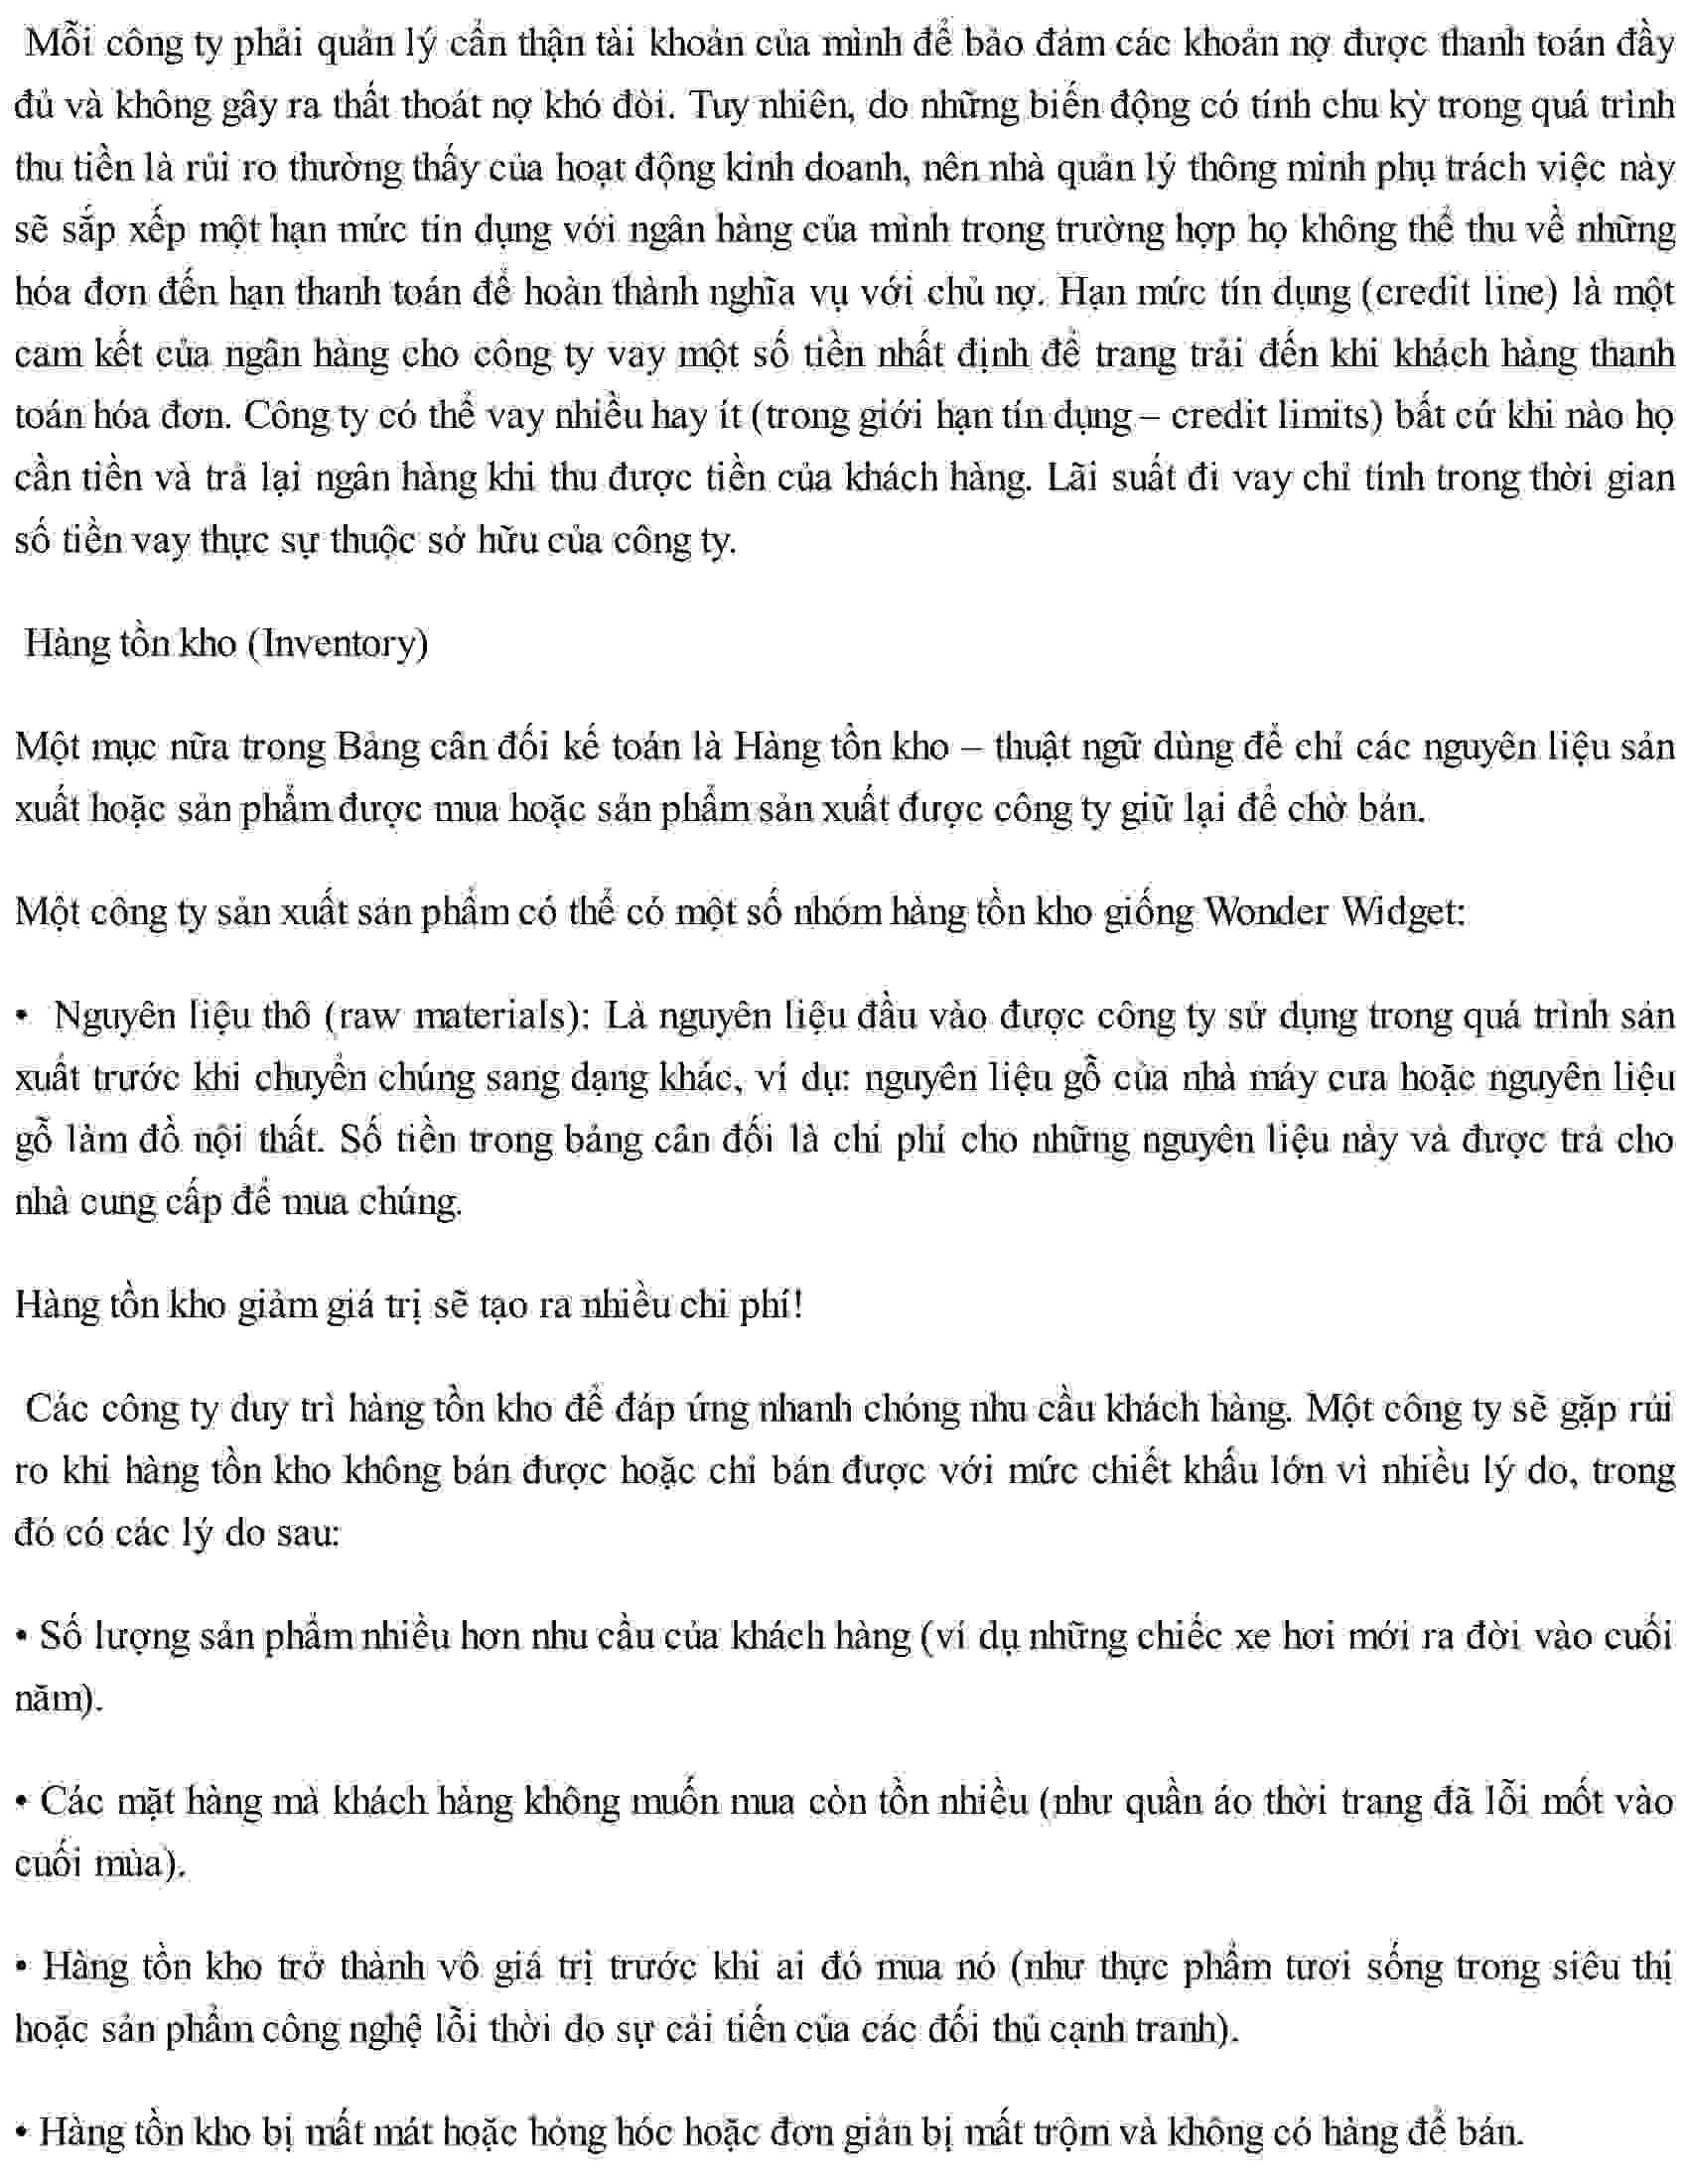 Mỗi công ty phải quản lý cẩn thận tài khoản của mình để bảo đảm các khoản nợ được thanh toán đầy
đủ và không gây ra thất thoát nợ khó đòi. Tuy nhiên, do những biến động có tính chu kỳ trong quá trình
thu tiền là rủi ro thường thấy của hoạt động kinh doanh, nên nhà quản lý thông minh phụ trách việc này
sẽ sắp xếp một hạn mức tín dụng với ngân hàng của mình trong trường hợp họ không thể thu về những
hóa đơn đến hạn thanh toán để hoàn thành nghĩa vụ với chủ nợ. Hạn mức tín dụng (credit line) là một
cam kết của ngân hàng cho công ty vay một số tiền nhất định để trang trải đến khi khách hàng thanh
toán hóa đơn. Công ty có thể vay nhiều hay ít (trong giới hạn tín dụng – credit limits) bất cứ khi nào họ
cần tiền và trả lại ngân hàng khi thu được tiền của khách hàng. Lãi suất đi vay chỉ tính trong thời gian
số tiền vay thực sự thuộc sở hữu của công ty.
Hàng tồn kho (Inventory)
Một mục nữa trong Bảng cân đối kế toán là Hàng tồn kho – thuật ngữ dùng để chỉ các nguyên liệu sản
xuất hoặc sản phẩm được mua hoặc sản phẩm sản xuất được công ty giữ lại để chờ bán.
Một công ty sản xuất sản phẩm có thể có một số nhóm hàng tồn kho giống Wonder Widget:
• Nguyên liệu thô (raw materials): Là nguyên liệu đầu vào được công ty sử dụng trong quá trình sản
xuất trước khi chuyển chúng sang dạng khác, ví dụ: nguyên liệu gỗ của nhà máy cưa hoặc nguyên liệu
gỗ làm đồ nội thất. Số tiền trong bảng cân đối là chi phí cho những nguyên liệu này và được trả cho
nhà cung cấp để mua chúng.
Hàng tồn kho giảm giá trị sẽ tạo ra nhiều chi phí!
Các công ty duy trì hàng tồn kho để đáp ứng nhanh chóng nhu cầu khách hàng. Một công ty sẽ gặp rủi
ro khi hàng tồn kho không bán được hoặc chỉ bán được với mức chiết khấu lớn vì nhiều lý do, trong
đó có các lý do sau:
• Số lượng sản phẩm nhiều hơn nhu cầu của khách hàng (ví dụ những chiếc xe hơi mới ra đời vào cuối
năm).
• Các mặt hàng mà khách hàng không muốn mua còn tồn nhiều (như quần áo thời trang đã lỗi mốt vào
cuối mùa).
• Hàng tồn kho trở thành vô giá trị trước khi ai đó mua nó (như thực phẩm tươi sống trong siêu thị
hoặc sản phẩm công nghệ lỗi thời do sự cải tiến của các đối thủ cạnh tranh).
• Hàng tồn kho bị mất mát hoặc hỏng hóc hoặc đơn giản bị mất trộm và không có hàng để bán.